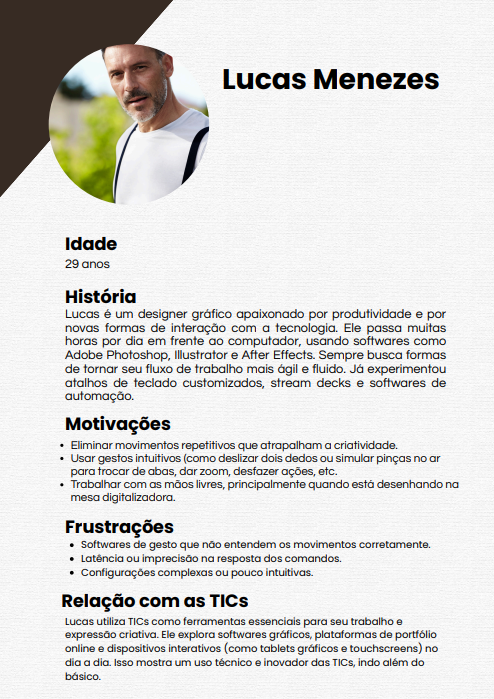 Lucas Menezes
Idade
29 anos
História
Lucas é um designer gráfico apaixonado por produtividade e por
novas formas de interação com a tecnologia. Ele passa muitas
horas por dia em frente ao computador, usando softwares como
Adobe Photoshop, Illustrator e After Effects. Sempre busca formas
de tornar seu fluxo de trabalho mais ágil e fluido. Já experimentou
atalhos de teclado customizados, stream decks e softwares de
automação.
Motivações
• Eliminar movimentos repetitivos que atrapalham a criatividade.
• Usar gestos intuitivos (como deslizar dois dedos ou simular pinças no ar
para trocar de abas, dar zoom, desfazer ações, etc.
• Trabalhar com as mãos livres, principalmente quando está desenhando na
mesa digitalizadora.
Frustrações
• Softwares de gesto que não entendem os movimentos corretamente.
• Latência ou imprecisão na resposta dos comandos.
• Configurações complexas ou pouco intuitivas.
Relação com as TICs
Lucas utiliza TICs como ferramentas essenciais para seu trabalho e
expressão criativa. Ele explora softwares gráficos, plataformas de portfólio
online e dispositivos interativos (como tablets gráficos e touchscreens) no
dia a dia. Isso mostra um uso técnico e inovador das TICs, indo além do
básico.